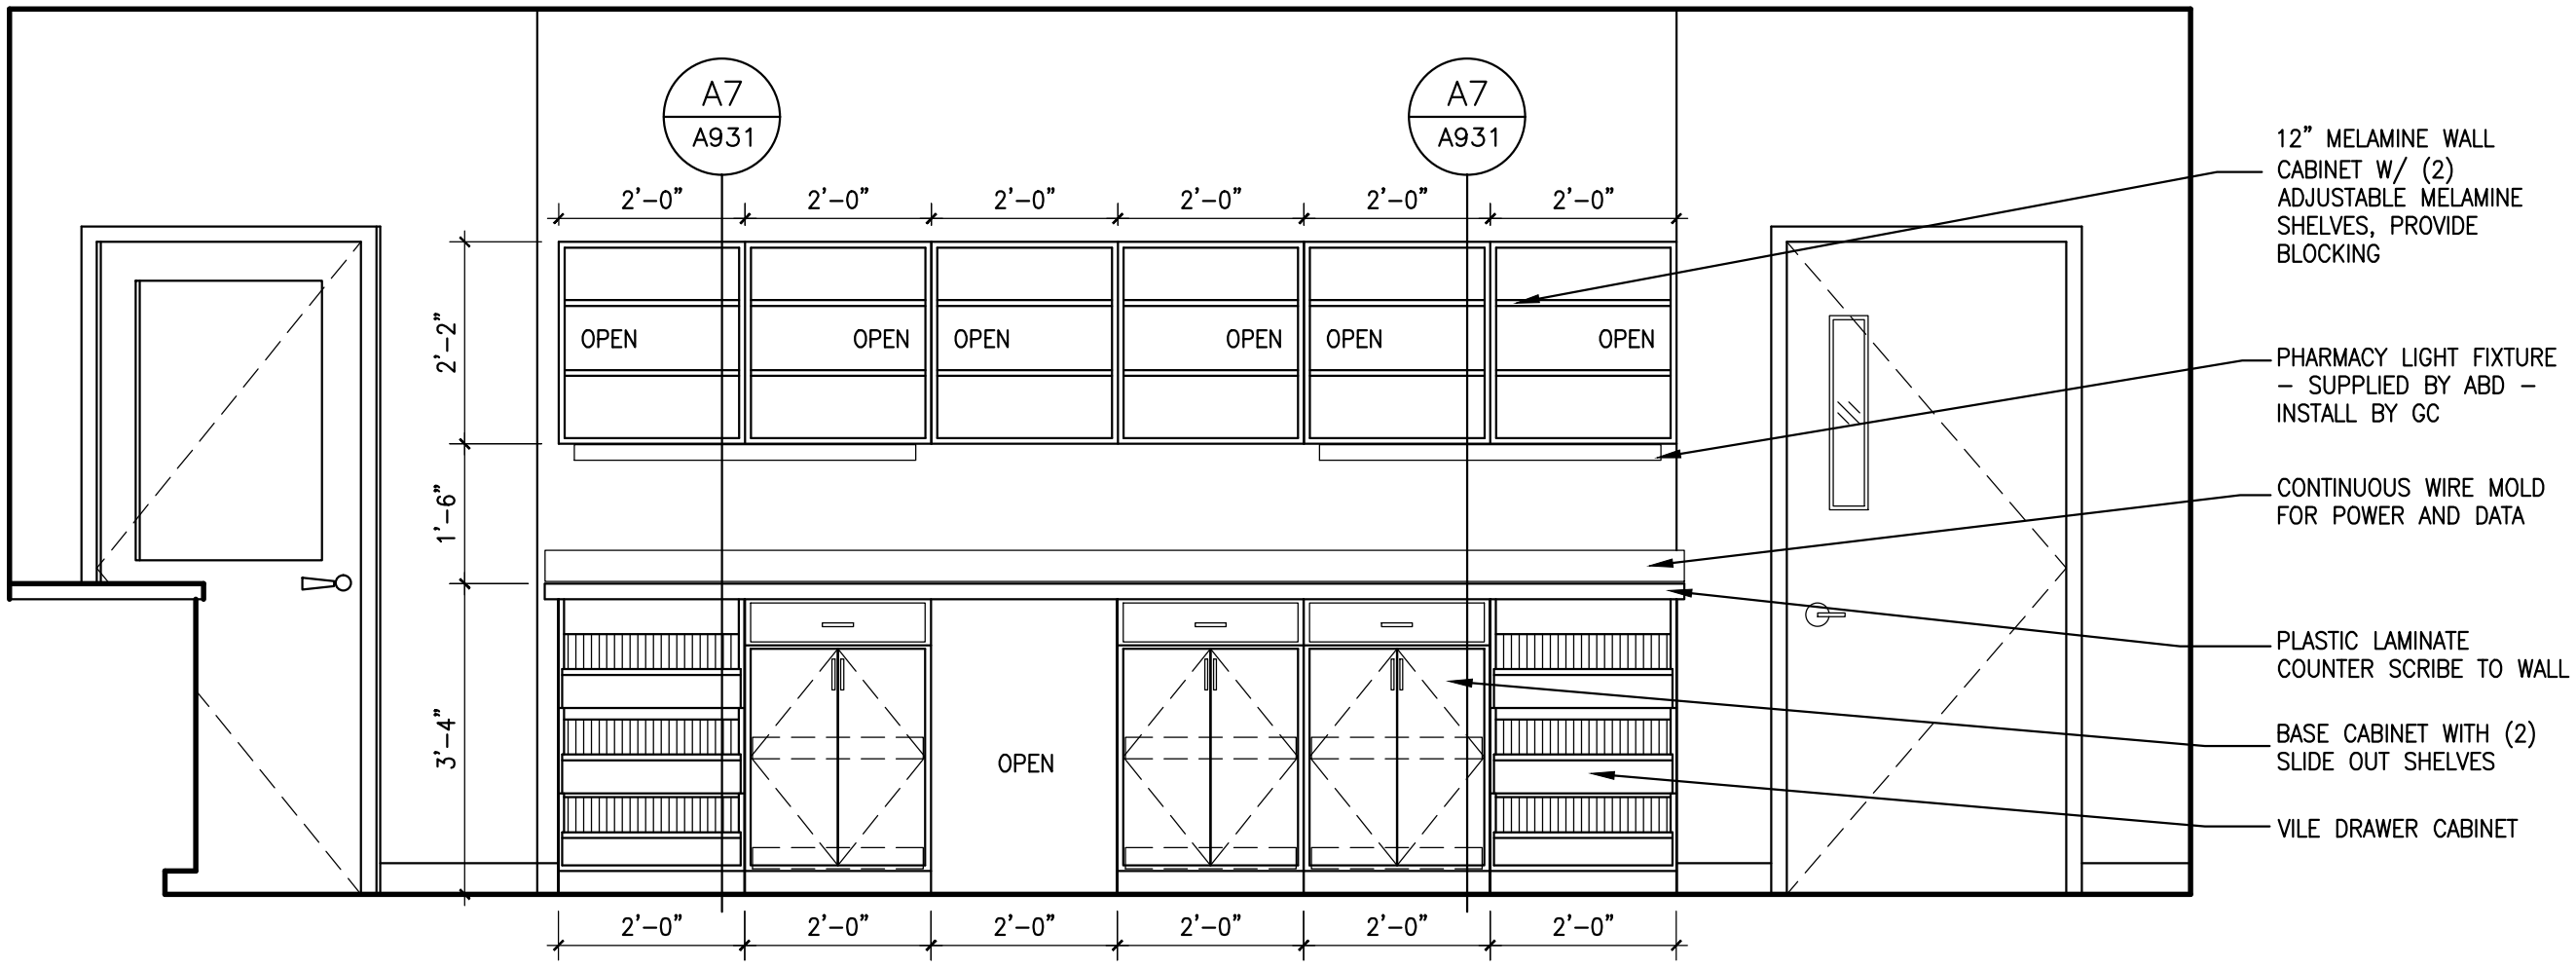 A7
A931
A7
A931
2'-0" 2'-0" 2'-0" 2'-0" 2'-0" 2'-0"
2'-2"
1'-6"
3'-4"
OPEN OPEN OPEN OPEN OPEN OPEN
OPEN
2'-0" 2'-0" 2'-0" 2'-0" 2'-0" 2'-0"
12" MELAMINE WALL
CABINET W/ (2)
ADJUSTABLE MELAMINE
SHELVES, PROVIDE
BLOCKING
PHARMACY LIGHT FIXTURE
– SUPPLIED BY ABD –
INSTALL BY GC
CONTINUOUS WIRE MOLD
FOR POWER AND DATA
PLASTIC LAMINATE
COUNTER SCRIBE TO WALL
BASE CABINET WITH (2)
SLIDE OUT SHELVES
VILE DRAWER CABINET